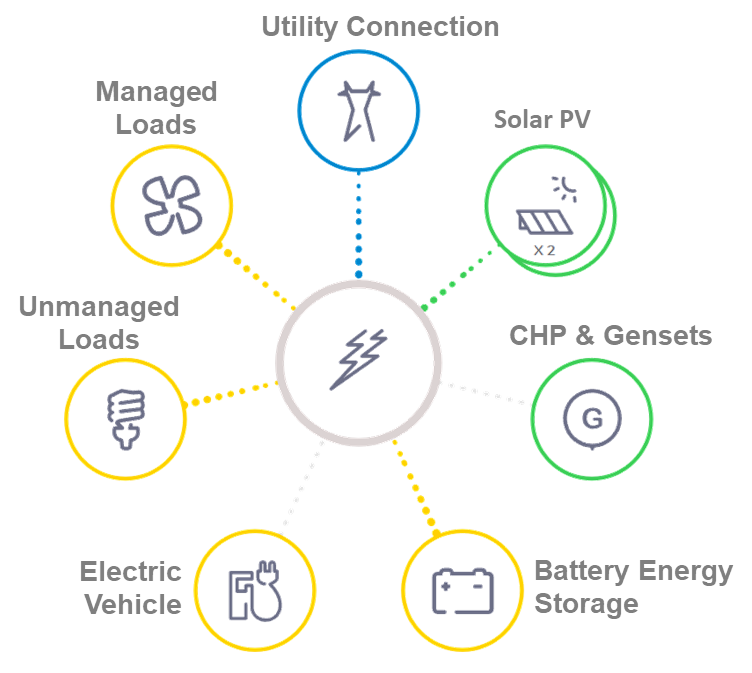 Utility Connection
Managed
Loads
Solar PV
X 2
Unmanaged
Loads
CHP & Gensets
G
Electric
Vehicle
Battery Energy
Storage